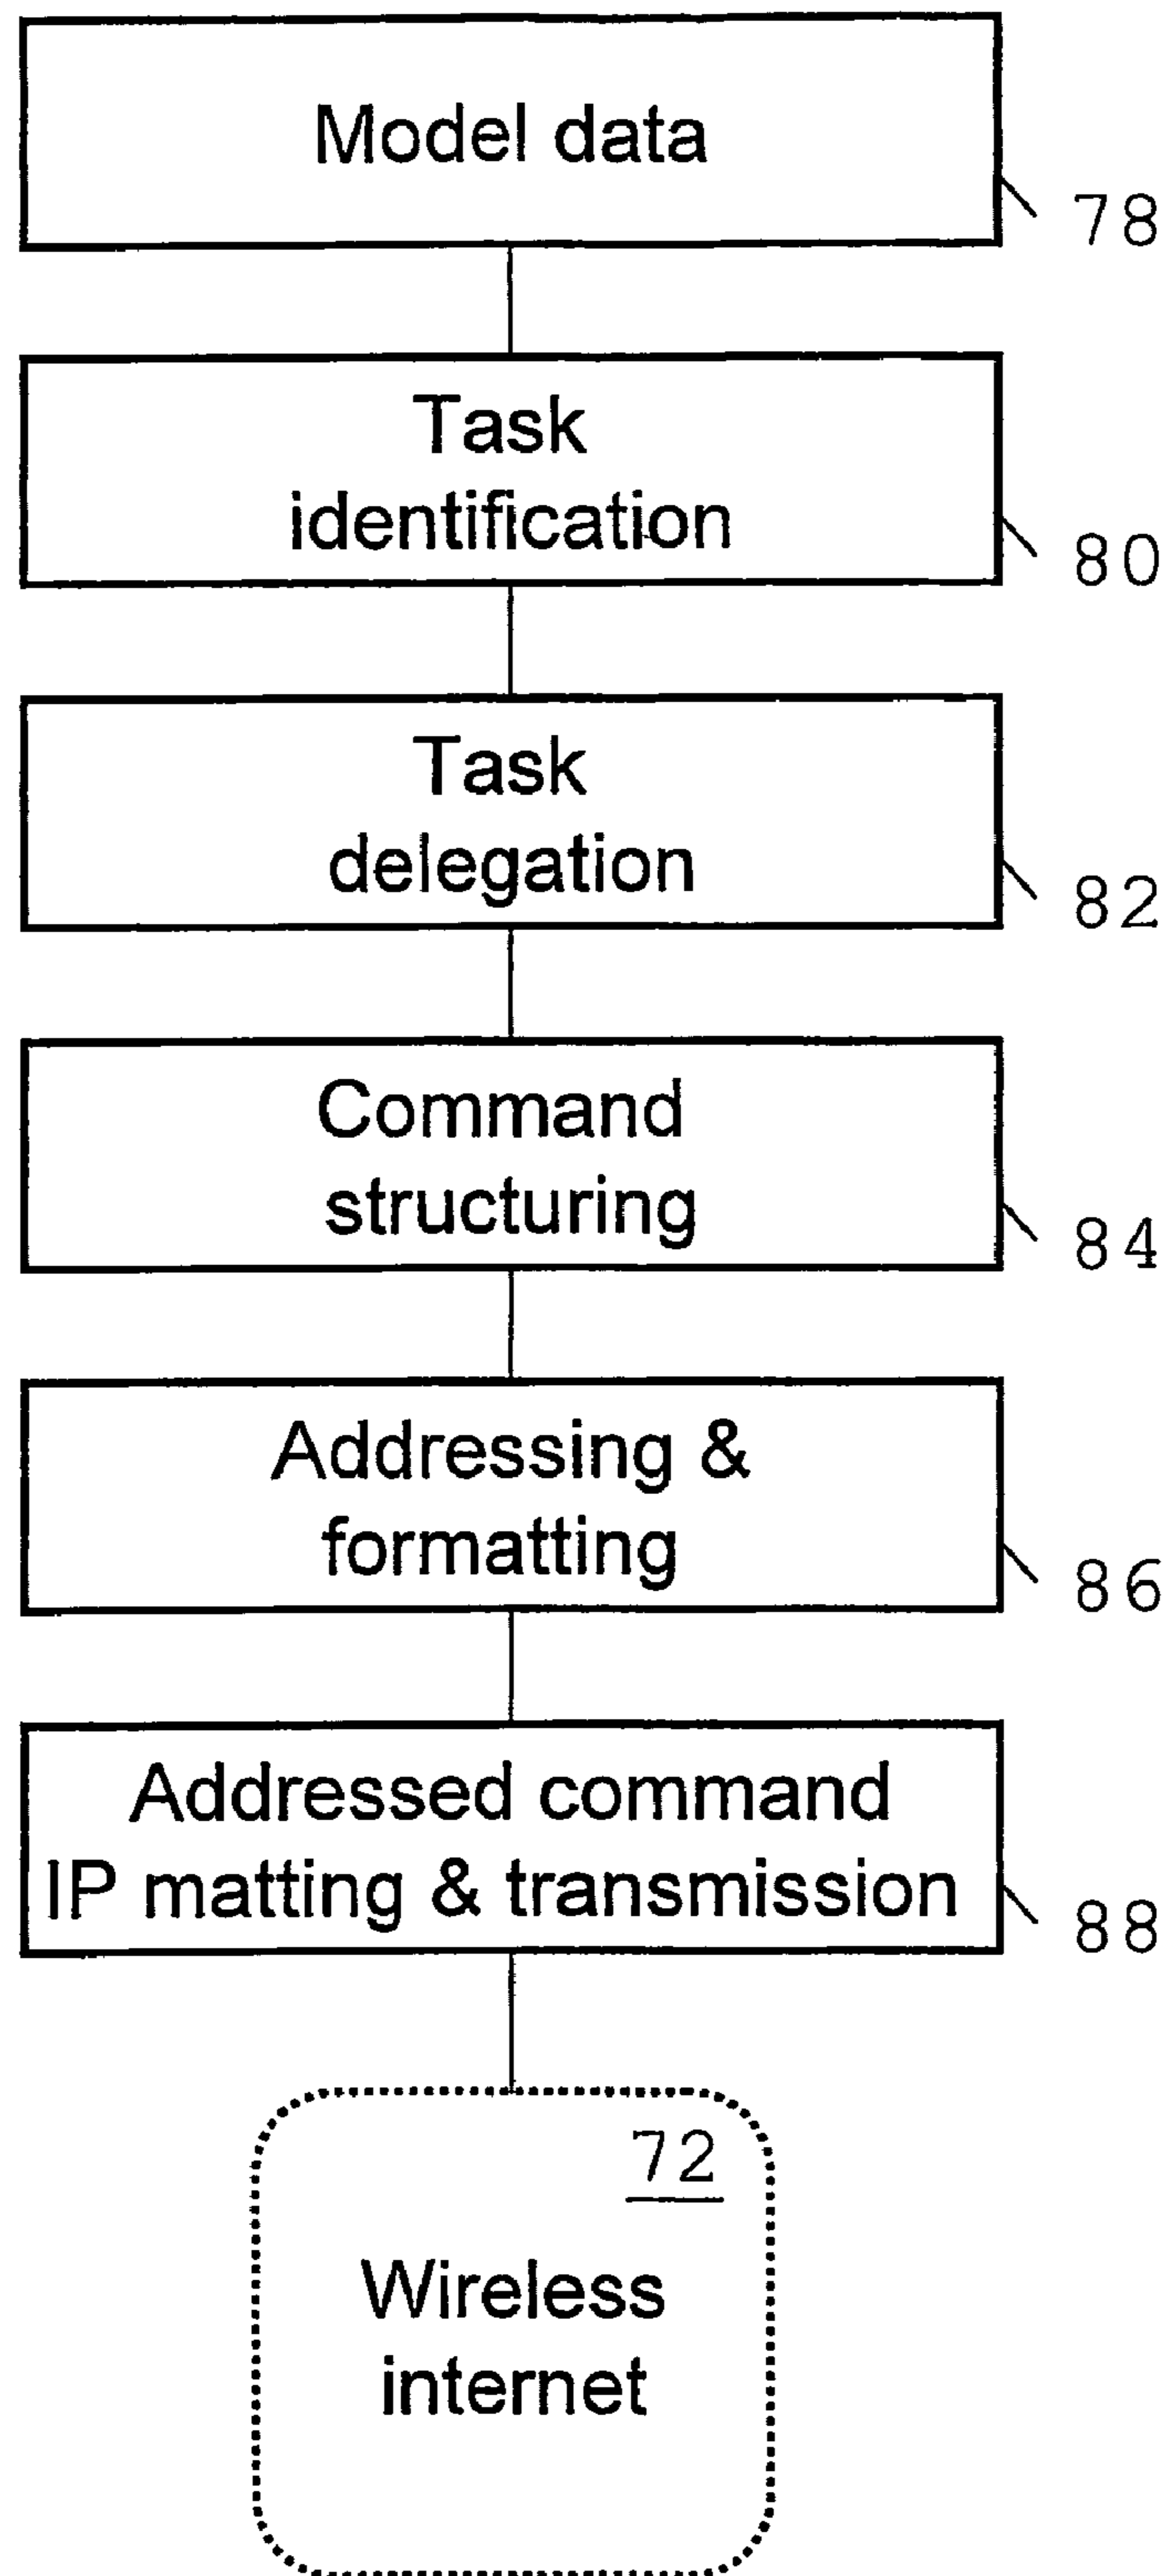 Model data
78
Task
identification
80
Task
delegation
82
Command
structuring
84
Addressing &
formatting
86
Addressed command
IP matting & transmission
88
72
Wireless
internet